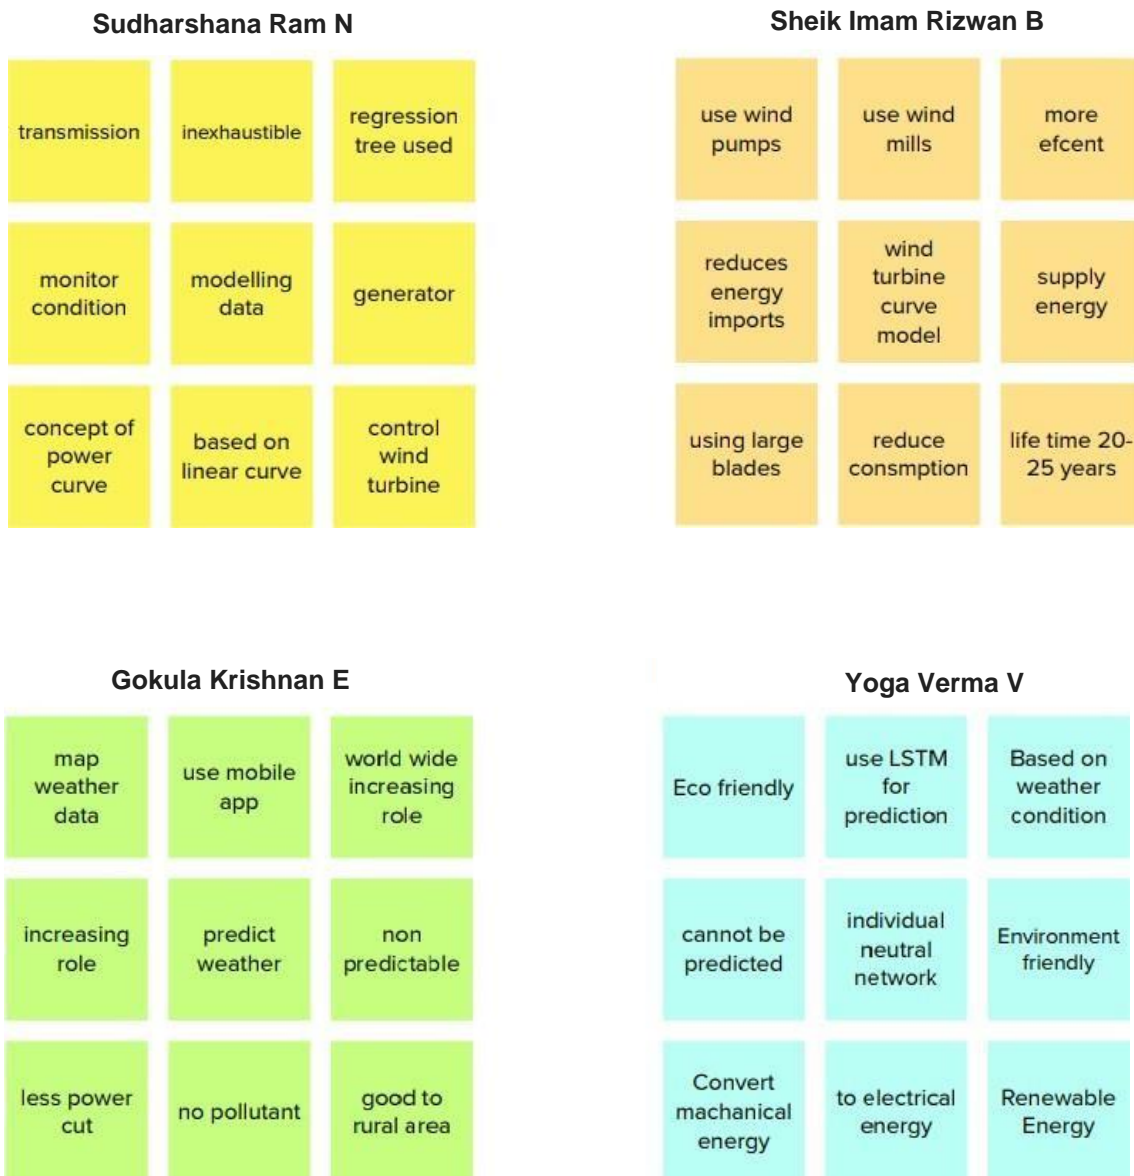 Sudharshana Ram N
transmission
inexhaustible
regression
tree used
monitor
condition
modelling
data
generator
concept of
power
curve
based on
linear curve
control
wind
turbine
Sheik Imam Rizwan B
use wind
pumps
use wind
mills
more
efcent
reduces
energy
imports
wind
turbine
curve
model
supply
energy
using large
blades
reduce
consmption
life time 20-
25 years
Gokula Krishnan E
map
weather
data
use mobile
app
world wide
increasing
role
increasing
role
predict
weather
non
predictable
less power
cut
no pollutant
good to
rural area
Yoga Verma V
Eco friendly
use LSTM
for
prediction
Based on
weather
condition
cannot be
predicted
individual
neutral
network
Environment
friendly
Convert
machanical
energy
to electrical
energy
Renewable
Energy